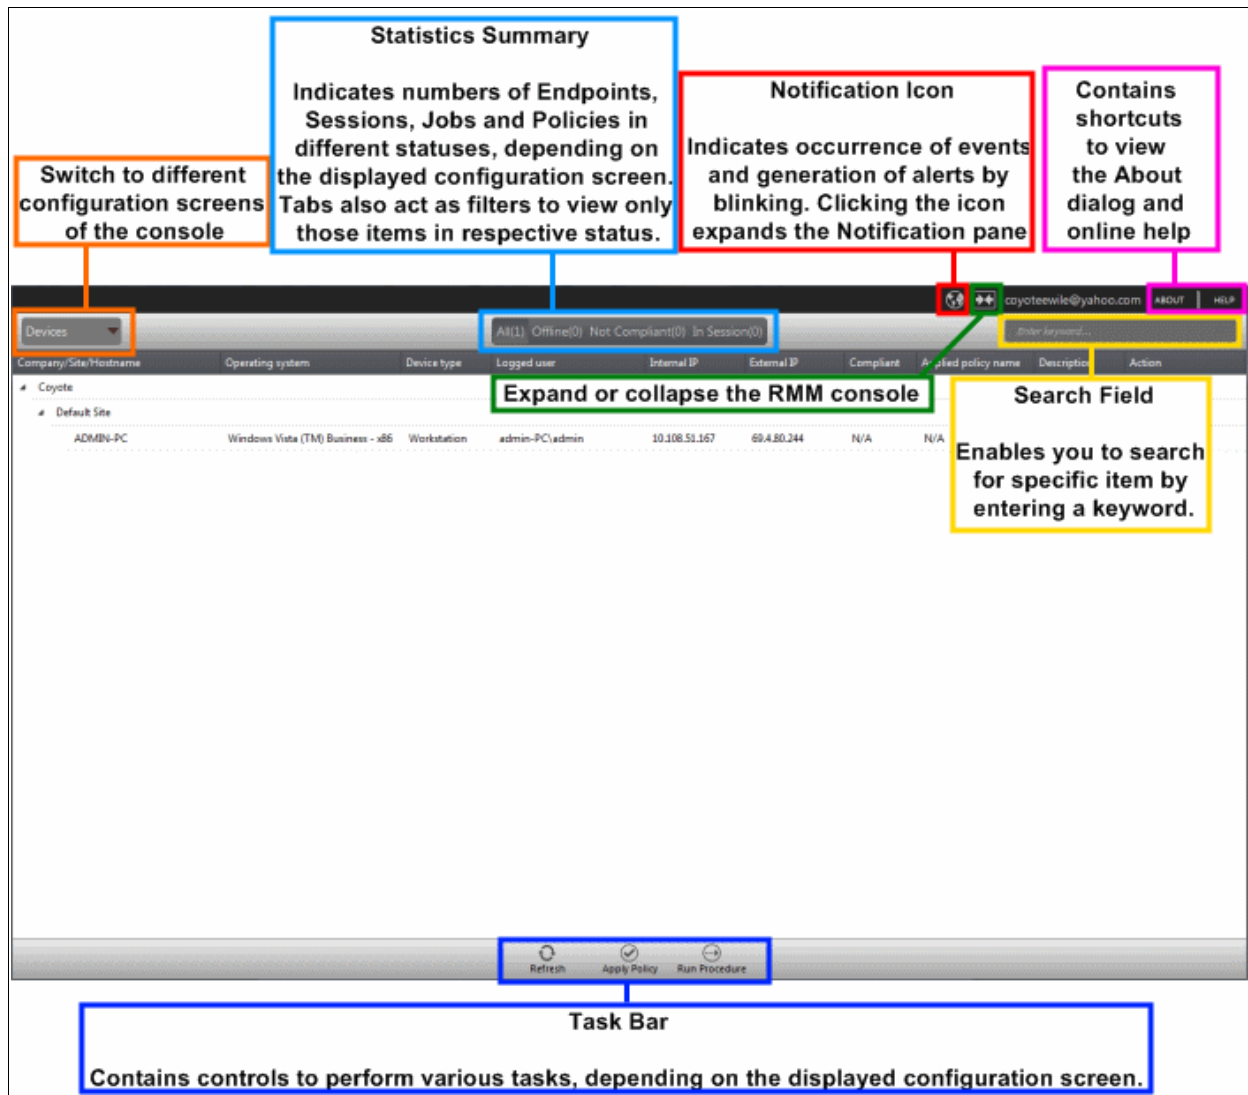 Statistics Summary
Indicates numbers of Endpoints,
Sessions, Jobs and Policies in
different statuses, depending on
the displayed configuration screen.
Tabs also act as filters to view only
those items in respective status.
Notification Icon
Indicates occurrence of events
and generation of alerts by
blinking. Clicking the icon
expands the Notification pane
Contains
shortcuts
to view
the About
dialog and
online help
Switch to different
configuration screens
of the console
coyoteewile@yahoo.com ABOUT HELP
Devices
All(1) Offline(0) Not Compliant(0) In Session(0)
Enter keyword...
Company/Site/Hostname Operating system Device type Logged user Internal IP External IP Compliant Applied policy name Description Action
Coyote
Default Site
ADMIN-PC Windows Vista (TM) Business - x86 Workstation admin-PC\admin 10.108.51.167 69.4.80.244 N/A N/A
Expand or collapse the RMM console
Search Field
Enables you to search
for specific item by
entering a keyword.
Refresh Apply Policy Run Procedure
Task Bar
Contains controls to perform various tasks, depending on the displayed configuration screen.